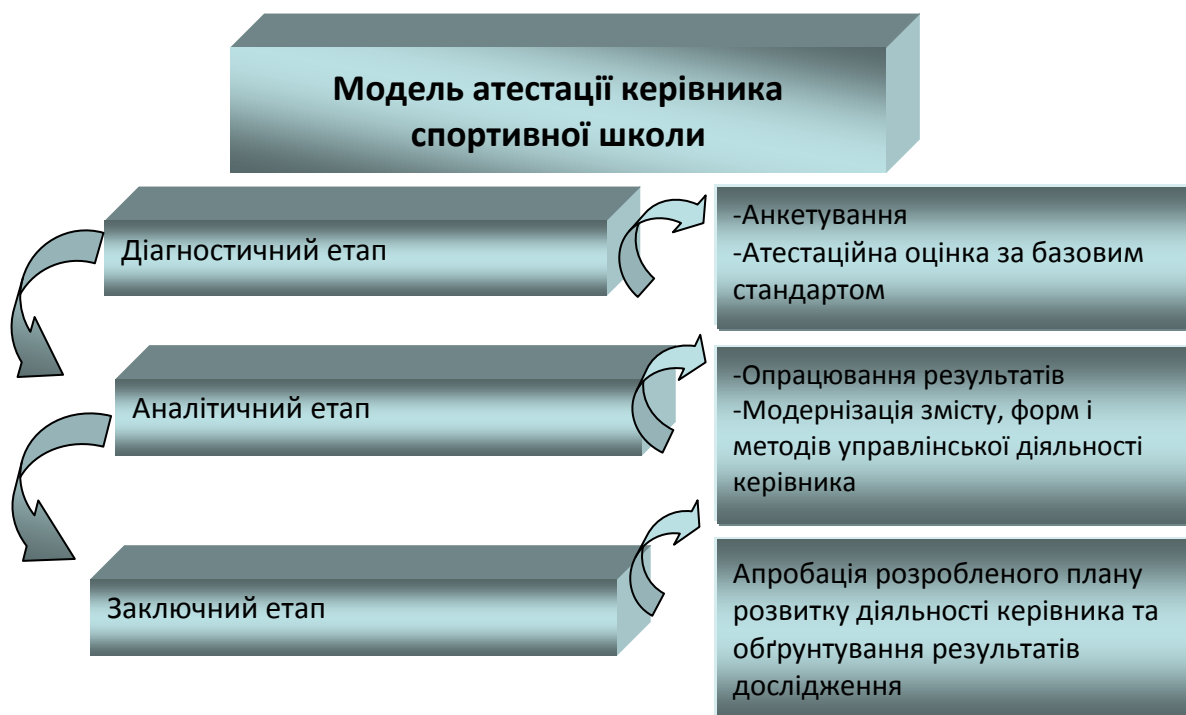 Модель атестації керівника
спортивної школи
Діагностичний етап
-Анкетування
-Атестаційна оцінка за базовим
стандартом
Аналітичний етап
-Опрацювання результатів
-Модернізація змісту, форм і
методів управлінської діяльності
керівника
Заключний етап
Апробація розробленого плану
розвитку діяльності керівника та
обґрунтування результатів
дослідження